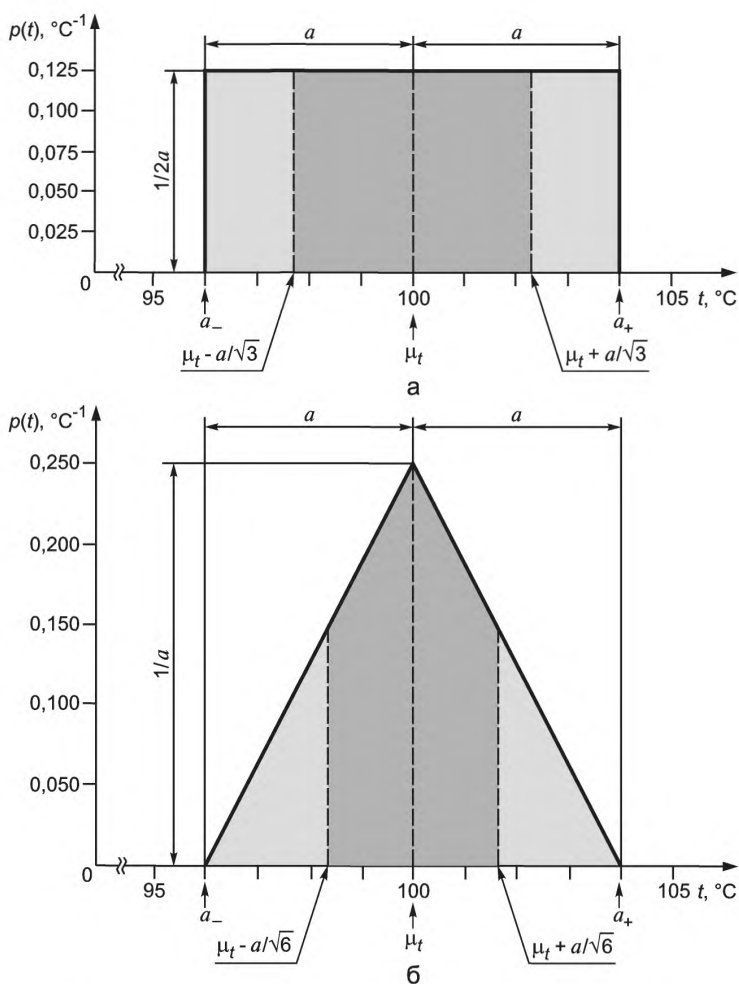 p(t), °C⁻¹
a a
0,125
0,100
0,075
0,050
0,025
1/2a
0
95 100 105 t, °C
a₋ a₊
μₜ - a/√3 μₜ μₜ + a/√3
а
p(t), °C⁻¹
a a
0,250
0,200
0,150
0,100
0,050
1/a
0
95 100 105 t, °C
a₋ a₊
μₜ - a/√6 μₜ μₜ + a/√6
б